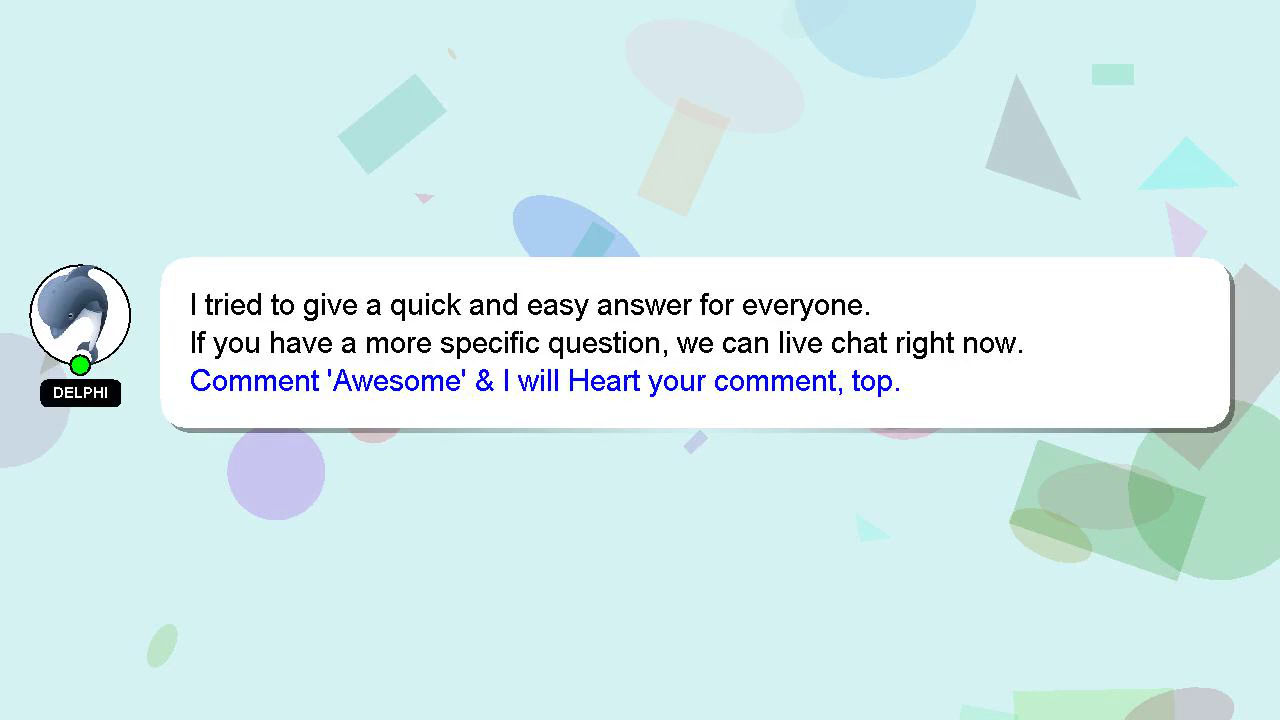 I tried to give a quick and easy answer for everyone.
If you have a more specific question, we can live chat right now.
Comment 'Awesome' & I will Heart your comment, top.
DELPHI